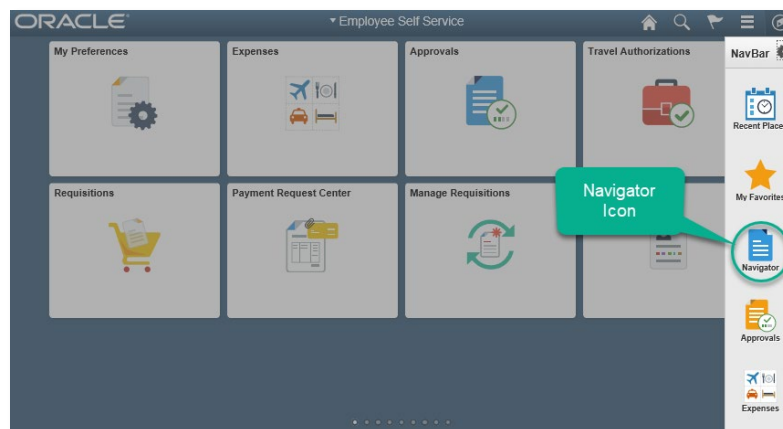 ORACLE
Employee Self Service
My Preferences
Expenses
Approvals
Travel Authorizations
NavBar
Recent Place
My Favorites
Requisitions
Payment Request Center
Manage Requisitions
Navigator
Icon
Navigator
Approvals
Expenses